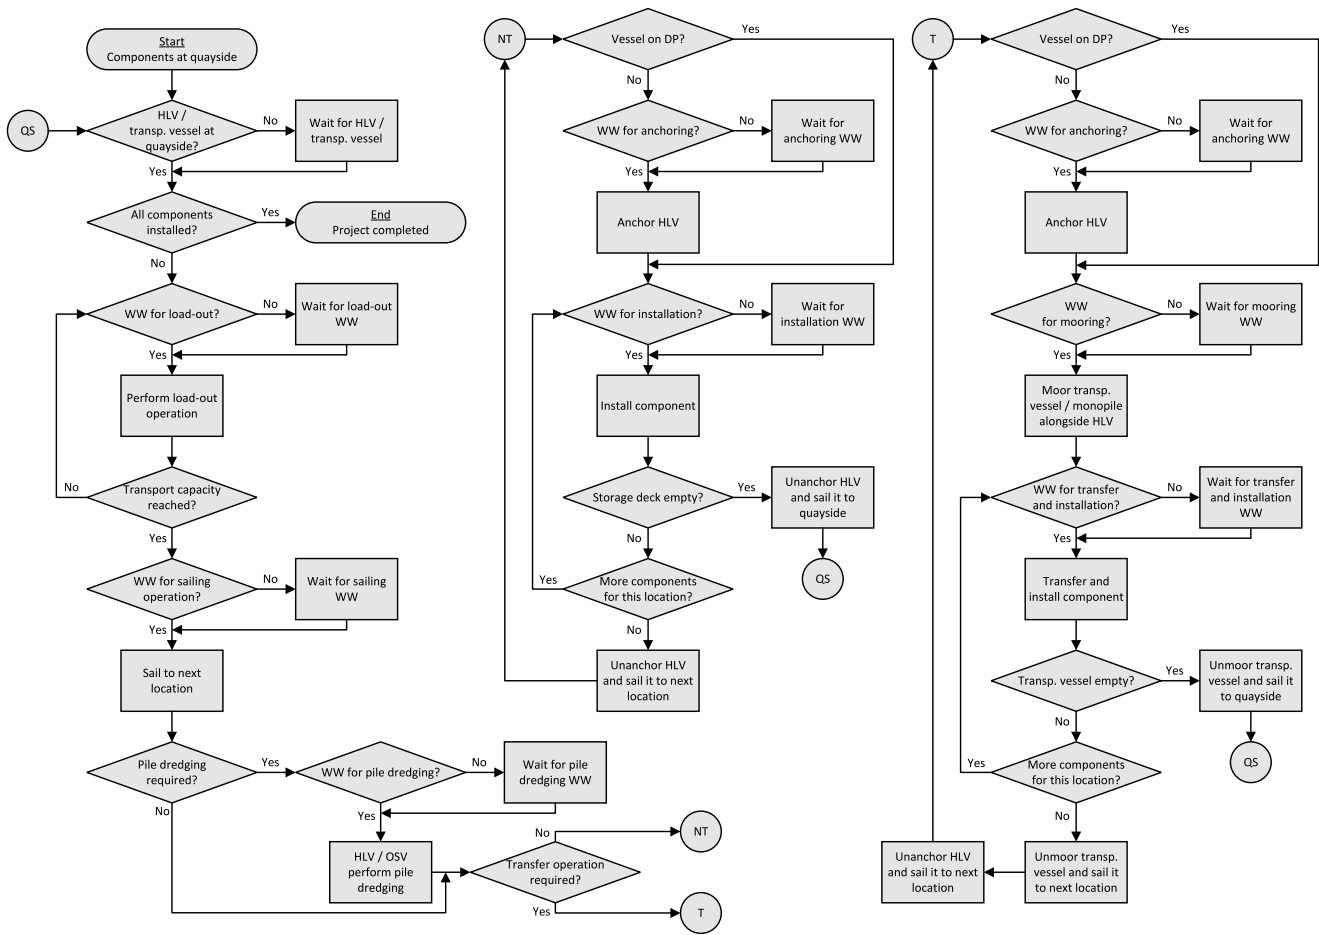 Start
Components at quayside
QS
HLV /
transp. vessel at
quayside?
No
Wait for HLV /
transp. vessel
Yes
All components
installed?
Yes
End
Project completed
No
WW for load-out?
No
Wait for load-out
WW
Yes
Perform load-out
operation
Transport capacity
reached?
No
Yes
WW for sailing
operation?
No
Wait for sailing
WW
Yes
Sail to next
location
Pile dredging
required?
Yes
No
WW for pile dredging?
No
Wait for pile
dredging WW
Yes
HLV / OSV
perform pile
dredging
Transfer operation
required?
No
NT
Yes
T
NT
Vessel on DP?
Yes
No
WW for anchoring?
No
Wait for
anchoring WW
Yes
Anchor HLV
WW for installation?
No
Wait for
installation WW
Yes
Install component
Storage deck empty?
Yes
Unanchor HLV
and sail it to
quayside
QS
No
More components
for this location?
Yes
No
Unanchor HLV
and sail it to next
location
T
Vessel on DP?
Yes
No
WW for anchoring?
No
Wait for
anchoring WW
Yes
Anchor HLV
WW
for mooring?
No
Wait for mooring
WW
Yes
Moor transp.
vessel / monopile
alongside HLV
WW for transfer
and installation?
No
Wait for transfer
and installation
WW
Yes
Transfer and
install component
Transp. vessel empty?
Yes
Unmoor transp.
vessel and sail it
to quayside
QS
No
More components
for this location?
Yes
No
Unmoor transp.
vessel and sail it
to next location
Unanchor HLV
and sail it to next
location